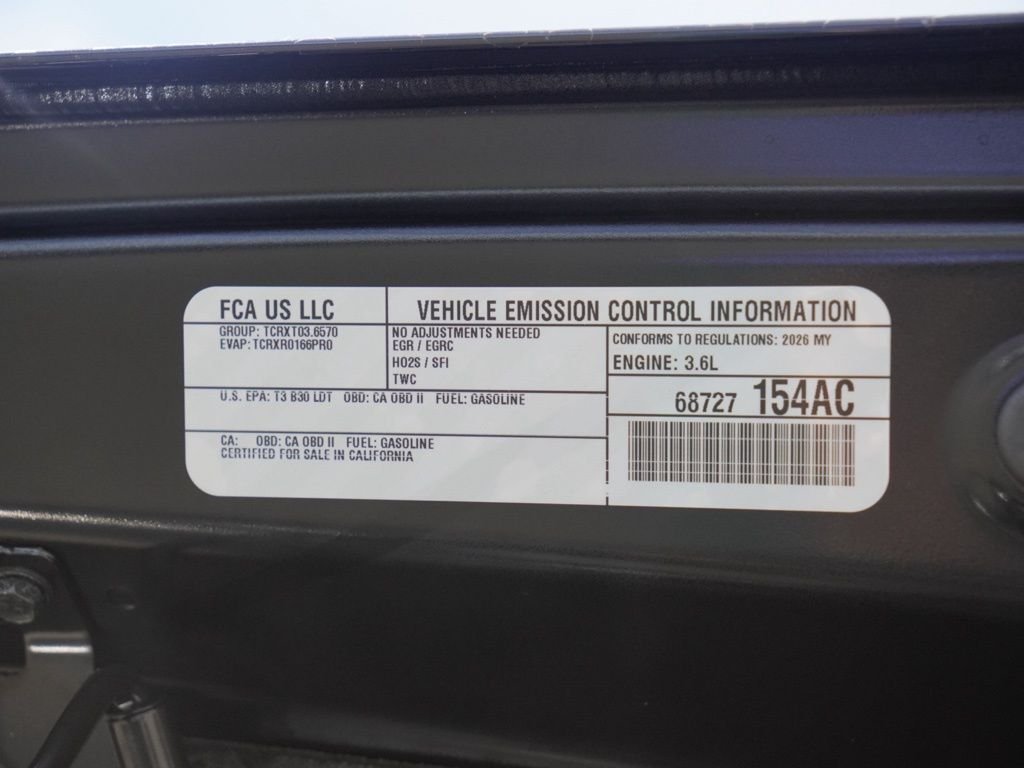 FCA US LLC
VEHICLE EMISSION CONTROL INFORMATION
GROUP: TCRXT03.6570
EVAP: TCRXR0166PR0
NO ADJUSTMENTS NEEDED
EGR / EGRC
HO2S / SFI
TWC
CONFORMS TO REGULATIONS: 2026 MY
ENGINE: 3.6L
U.S. EPA: T3 B30 LDT OBD: CA OBD II FUEL: GASOLINE
68727 154AC
CA: OBD: CA OBD II FUEL: GASOLINE
CERTIFIED FOR SALE IN CALIFORNIA